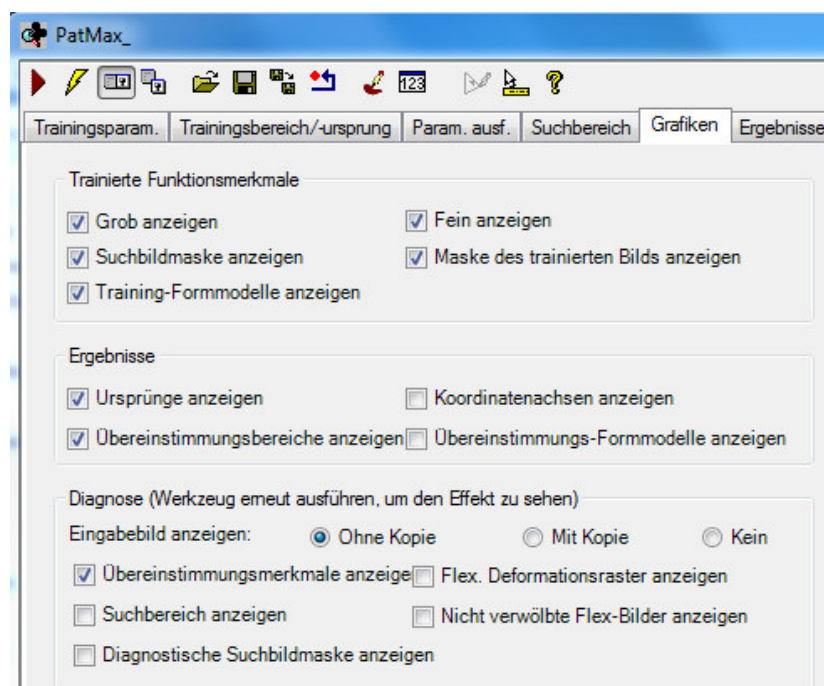 PatMax_
123
Trainingsparam. Trainingsbereich/-ursprung Param. ausf. Suchbereich Grafiken Ergebnisse
Trainierte Funktionsmerkmale
Grob anzeigen Fein anzeigen
Suchbildmaske anzeigen Maske des trainierten Bilds anzeigen
Training-Formmodelle anzeigen
Ergebnisse
Ursprünge anzeigen Koordinatenachsen anzeigen
Übereinstimmungsbereiche anzeigen Übereinstimmungs-Formmodelle anzeigen
Diagnose (Werkzeug erneut ausführen, um den Effekt zu sehen)
Eingabebild anzeigen: Ohne Kopie Mit Kopie Kein
Übereinstimmungsmerkmale anzeige Flex. Deformationsraster anzeigen
Suchbereich anzeigen Nicht verwölbte Flex-Bilder anzeigen
Diagnostische Suchbildmaske anzeigen